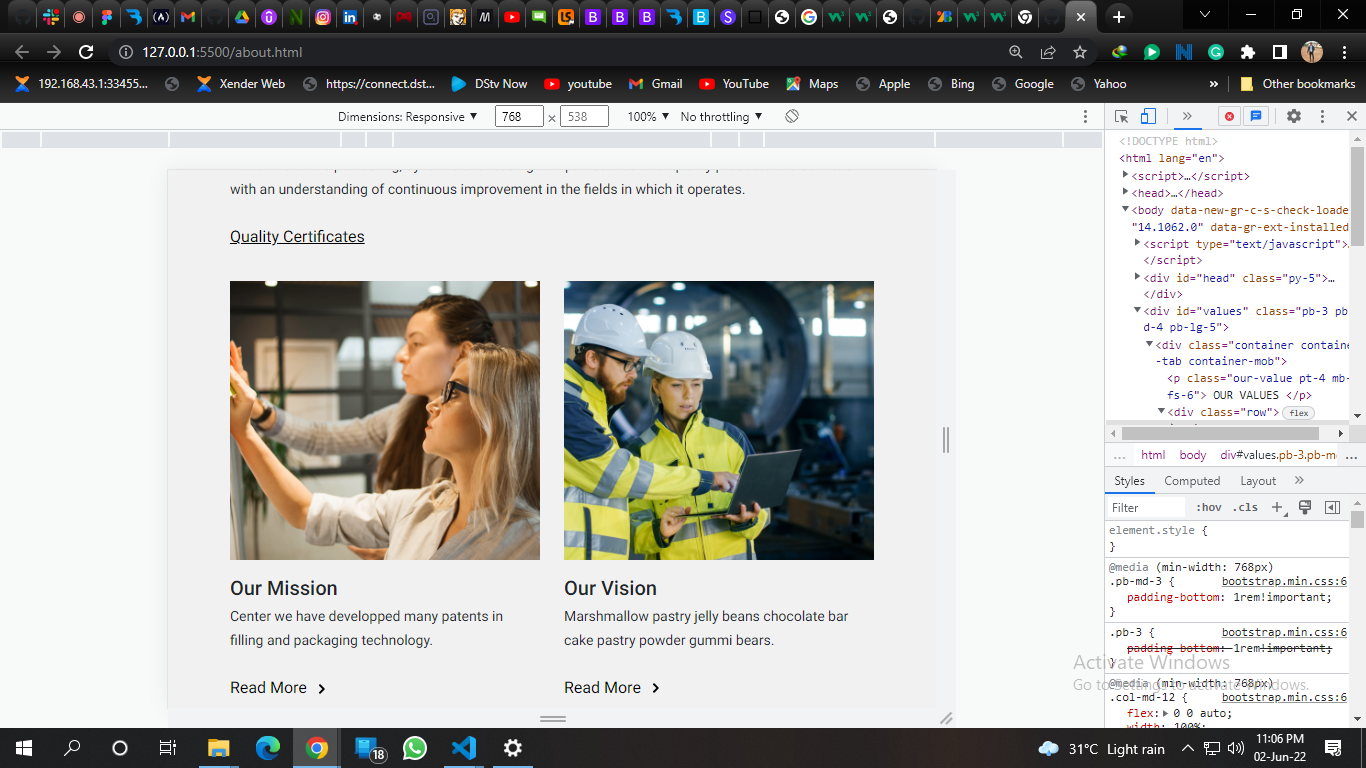 127.0.0.1:5500/about.html
192.168.43.1:33455...
Xender Web
https://connect.dst...
DStv Now
youtube
Gmail
YouTube
Maps
Apple
Bing
Google
Yahoo
»
Other bookmarks
Dimensions: Responsive ▼ 768 × 538 100% ▼ No throttling ▼
with an understanding of continuous improvement in the fields in which it operates.
Quality Certificates
Our Mission
Center we have developped many patents in
filling and packaging technology.
Read More
Our Vision
Marshmallow pastry jelly beans chocolate bar
cake pastry powder gummi bears.
Read More
<!DOCTYPE html>
<html lang="en">
<script>…</script>
<head>…</head>
<body data-new-gr-c-s-check-loade
"14.1062.0" data-gr-ext-installed
<script type="text/javascript">
</script>
<div id="head" class="py-5">…
</div>
<div id="values" class="pb-3 pb
d-4 pb-lg-5">
<div class="container containe
-tab container-mob">
<p class="our-value pt-4 mb-
fs-6"> OUR VALUES </p>
<div class="row"> flex
... html body div#values.pb-3.pb-m ...
Styles Computed Layout »
Filter :hov .cls +
element.style {
}
@media (min-width: 768px)
.pb-md-3 { bootstrap.min.css:6
padding-bottom: 1rem!important;
}
.pb-3 { bootstrap.min.css:6
padding-bottom: 1rem!important;
}
@media (min-width: 768px)
.col-md-12 { bootstrap.min.css:6
flex: 0 0 auto;
width: 100%;
Activate Windows
Go to Settings to activate Windows.
18
31°C Light rain
11:06 PM
02-Jun-22